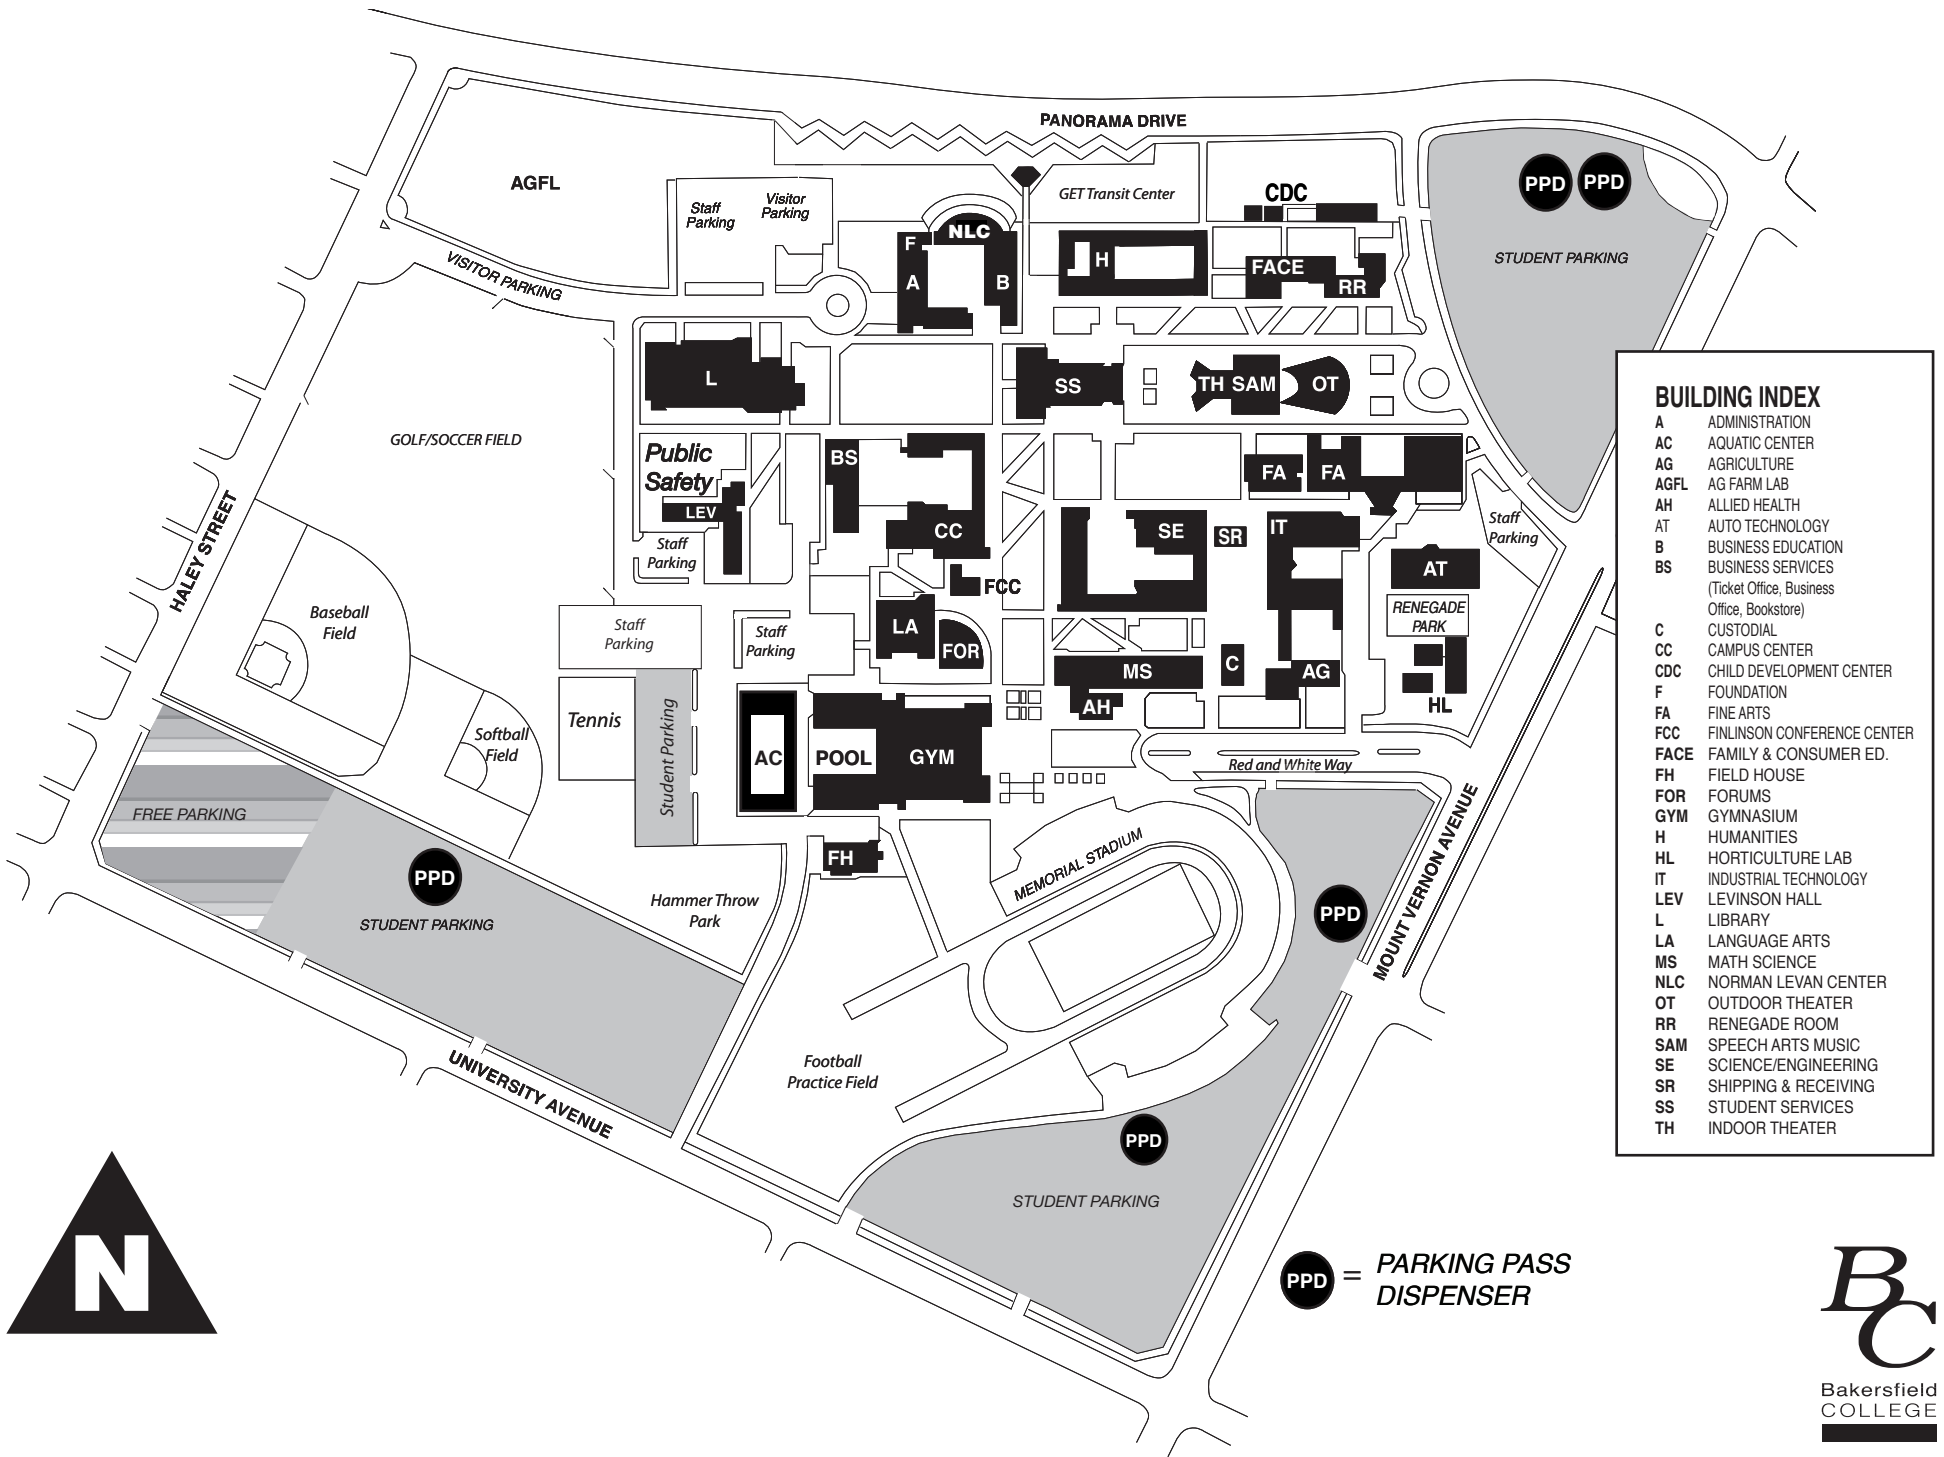 PANORAMA DRIVE
AGFL
Staff
Parking
Visitor
Parking
GET Transit Center
CDC
PPD
PPD
STUDENT PARKING
NLC
F
A
B
H
FACE
RR
VISITOR PARKING
L
SS
TH
SAM
OT
GOLF/SOCCER FIELD
Public
Safety
LEV
Staff
Parking
BS
CC
FCC
FA
FA
SE
SR
IT
Staff
Parking
AT
RENEGADE
PARK
HL
HALEY STREET
Baseball
Field
Staff
Parking
Staff
Parking
LA
FOR
MS
AH
C
AG
Tennis
Softball
Field
Student Parking
AC
POOL
GYM
Red and White Way
FREE PARKING
PPD
STUDENT PARKING
FH
Hammer Throw
Park
MEMORIAL STADIUM
PPD
MOUNT VERNON AVENUE
Football
Practice Field
UNIVERSITY AVENUE
PPD
STUDENT PARKING
BUILDING INDEX
A ADMINISTRATION
AC AQUATIC CENTER
AG AGRICULTURE
AGFL AG FARM LAB
AH ALLIED HEALTH
AT AUTO TECHNOLOGY
B BUSINESS EDUCATION
BS BUSINESS SERVICES
(Ticket Office, Business
Office, Bookstore)
C CUSTODIAL
CC CAMPUS CENTER
CDC CHILD DEVELOPMENT CENTER
F FOUNDATION
FA FINE ARTS
FCC FINLINSON CONFERENCE CENTER
FACE FAMILY & CONSUMER ED.
FH FIELD HOUSE
FOR FORUMS
GYM GYMNASIUM
H HUMANITIES
HL HORTICULTURE LAB
IT INDUSTRIAL TECHNOLOGY
LEV LEVINSON HALL
L LIBRARY
LA LANGUAGE ARTS
MS MATH SCIENCE
NLC NORMAN LEVAN CENTER
OT OUTDOOR THEATER
RR RENEGADE ROOM
SAM SPEECH ARTS MUSIC
SE SCIENCE/ENGINEERING
SR SHIPPING & RECEIVING
SS STUDENT SERVICES
TH INDOOR THEATER
N
PPD = PARKING PASS
DISPENSER
BC
Bakersfield
COLLEGE